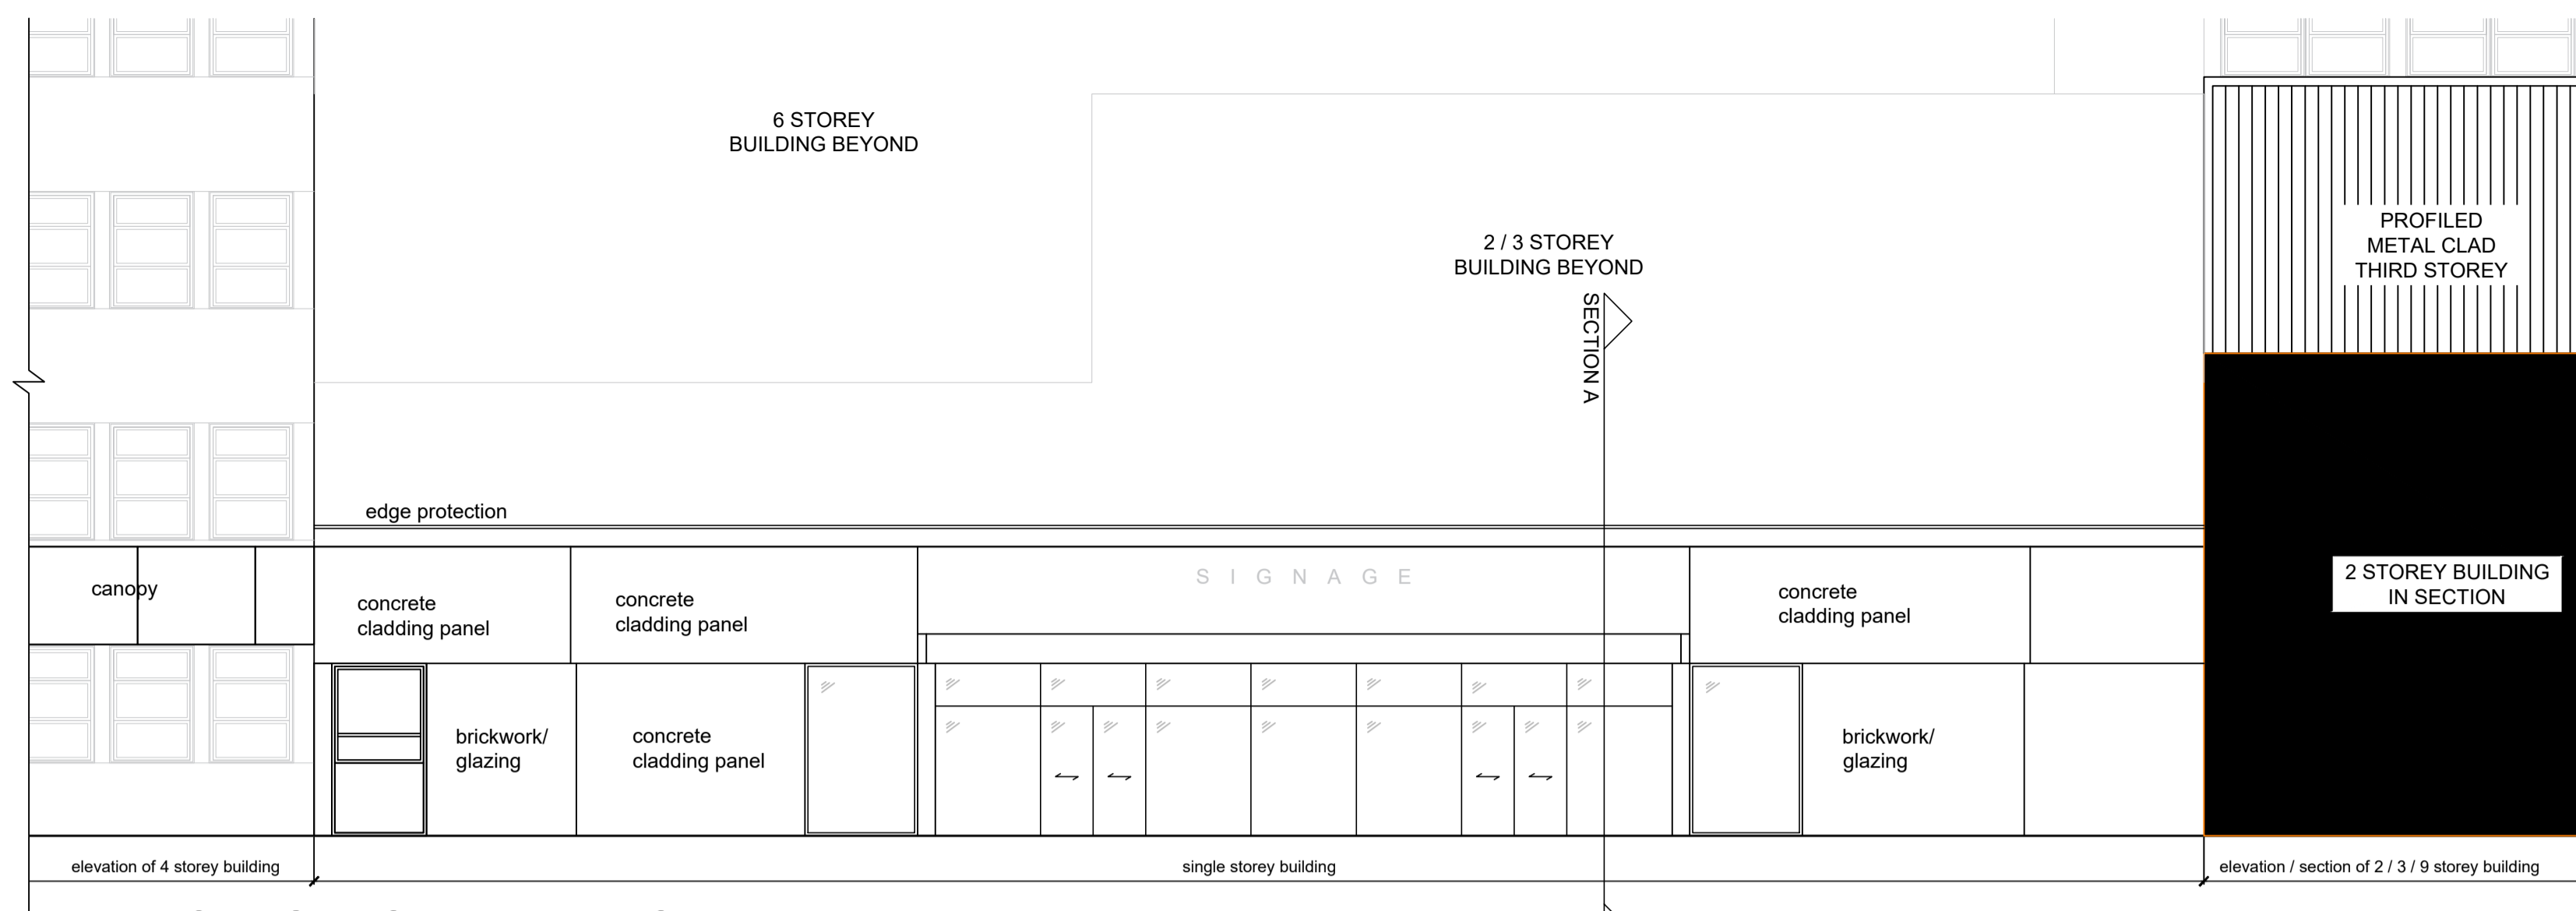 6 STOREY
BUILDING BEYOND
2 / 3 STOREY
BUILDING BEYOND
SECTION A
PROFILED
METAL CLAD
THIRD STOREY
edge protection
canopy
concrete
cladding panel
concrete
cladding panel
SIGNAGE
concrete
cladding panel
2 STOREY BUILDING
IN SECTION
brickwork/
glazing
concrete
cladding panel
brickwork/
glazing
elevation of 4 storey building
single storey building
elevation / section of 2 / 3 / 9 storey building